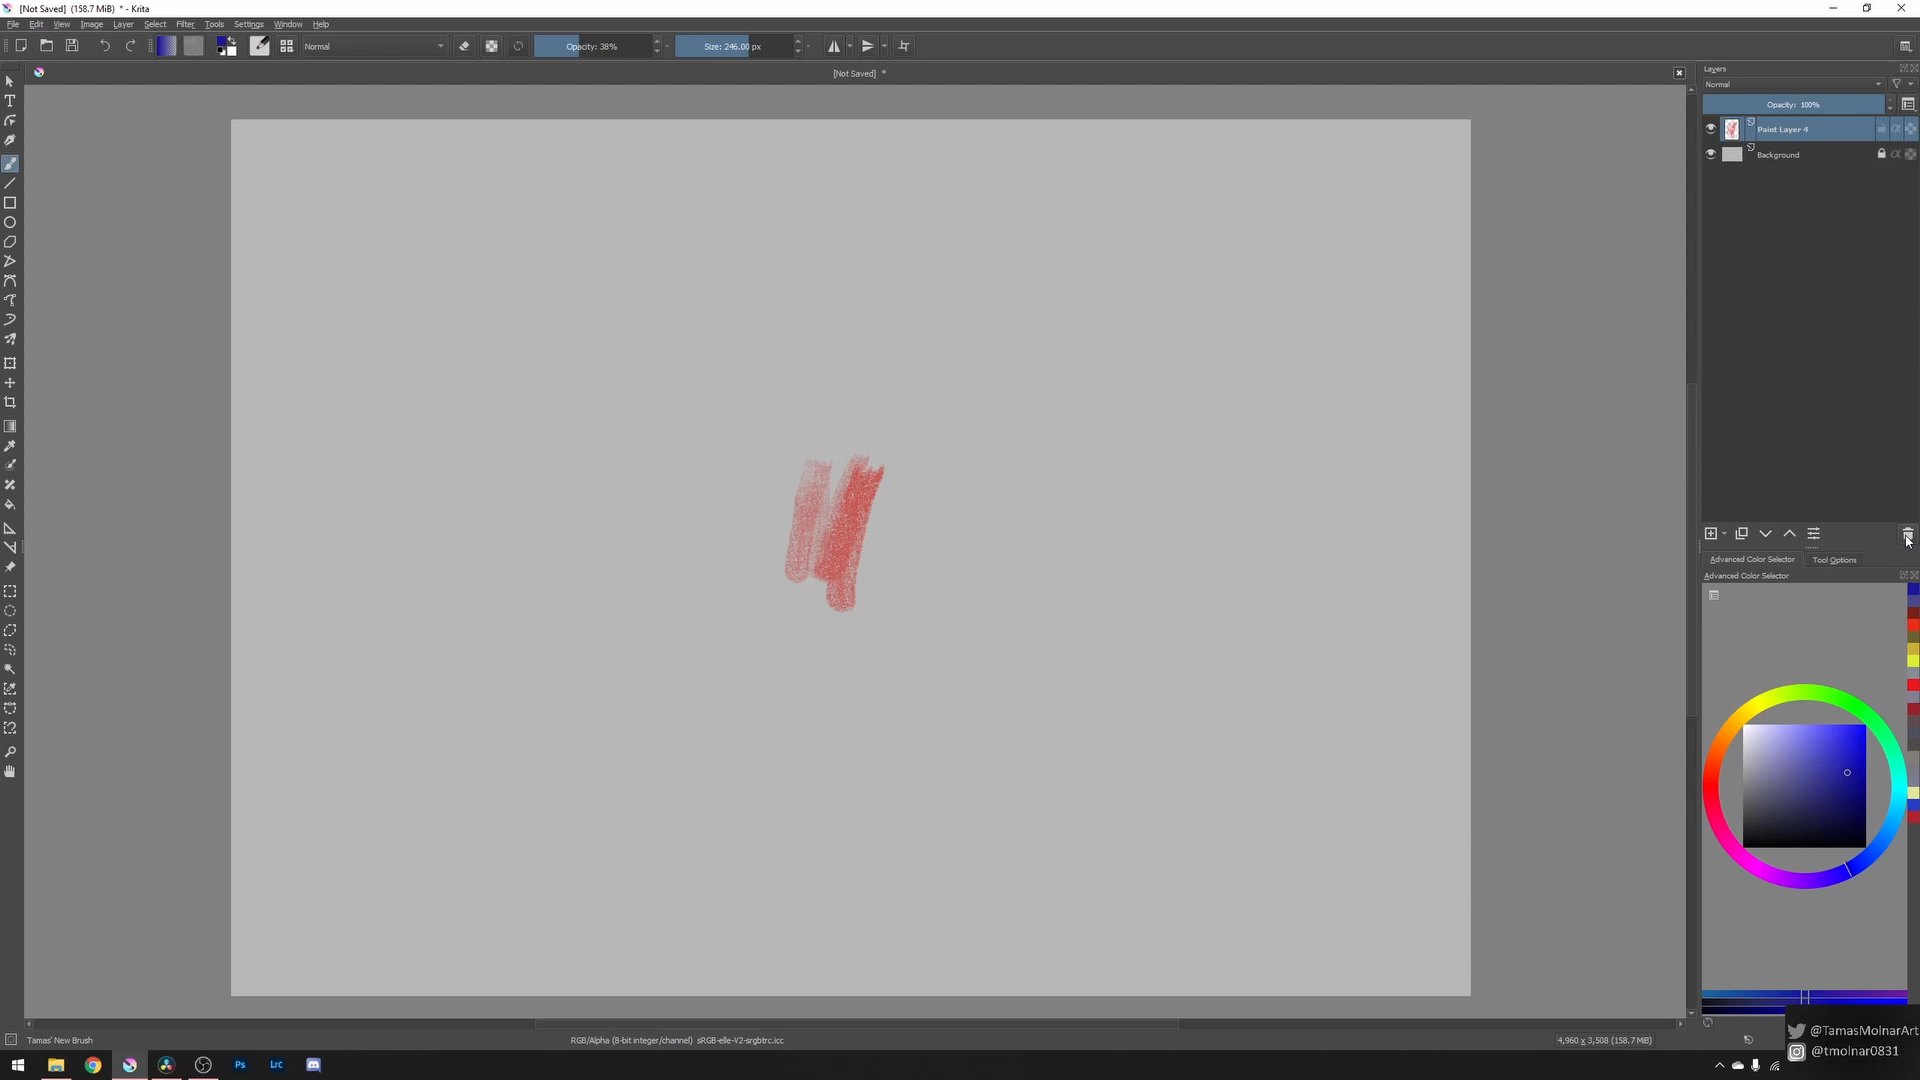 [Not Saved] (158.7 MiB) * - Krita
File Edit View Image Layer Select Filter Tools Settings Window Help
Normal
Opacity: 38%
Size: 246.00 px
[Not Saved] *
Layers
Normal
Opacity: 100%
Paint Layer 4
Background
Advanced Color Selector
Tool Options
Advanced Color Selector
Tamas' New Brush
RGB/Alpha (8-bit integer/channel) sRGB-elle-V2-srgbtrc.icc
4,960 x 3,508 (158.7 MiB)
@TamasMolnarArt
@tmolnar0831
Ps
LrC